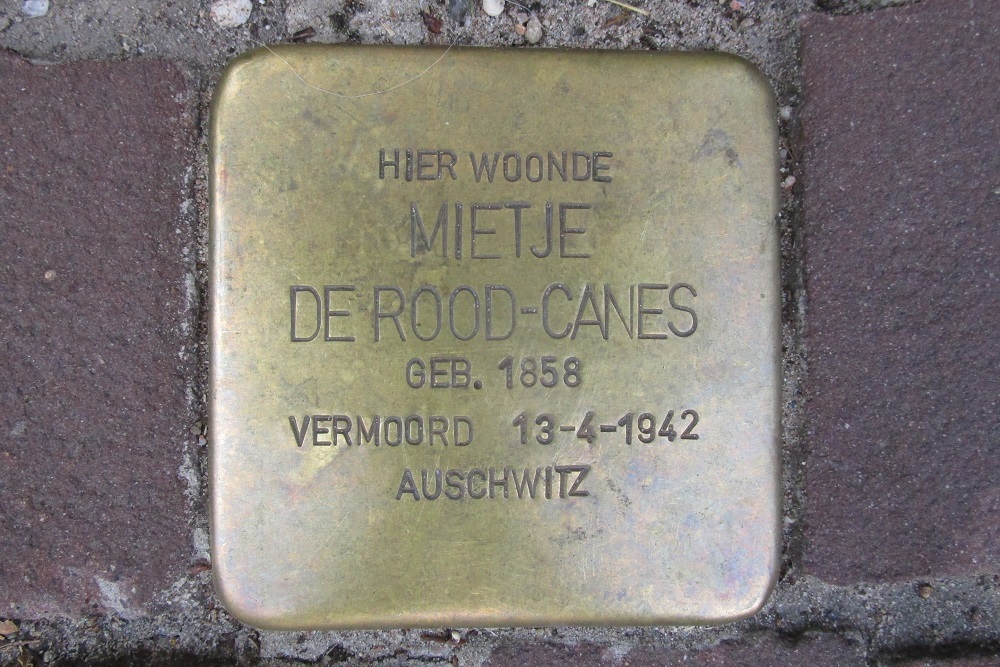 HIER WOONDE
MIETJE
DE ROOD-CANES
GEB. 1858
VERMOORD 13-4-1942
AUSCHWITZ